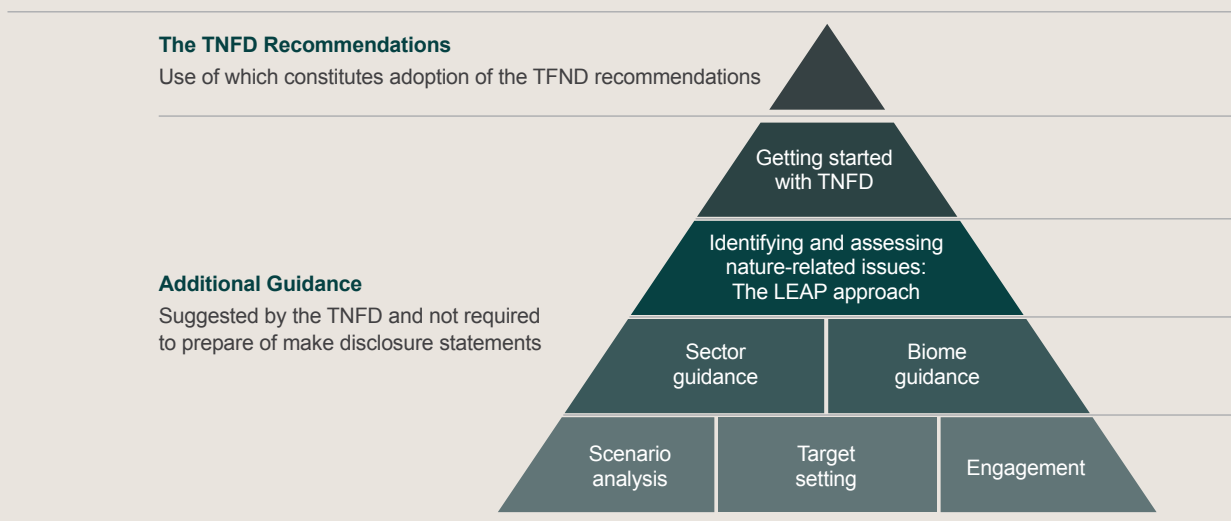 The TNFD Recommendations
Use of which constitutes adoption of the TFND recommendations
Getting started
with TNFD
Identifying and assessing
nature-related issues:
The LEAP approach
Additional Guidance
Suggested by the TNFD and not required
to prepare of make disclosure statements
Sector
guidance
Biome
guidance
Scenario
analysis
Target
setting
Engagement